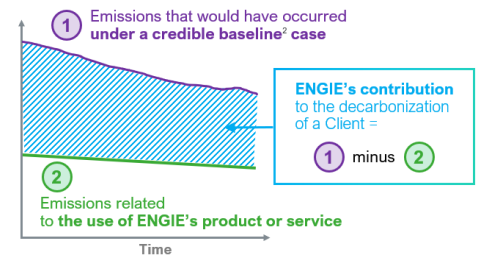 1 Emissions that would have occurred
under a credible baseline² case
ENGIE's contribution
to the decarbonization
of a Client =
1 minus 2
2
Emissions related
to the use of ENGIE's product or service
Time